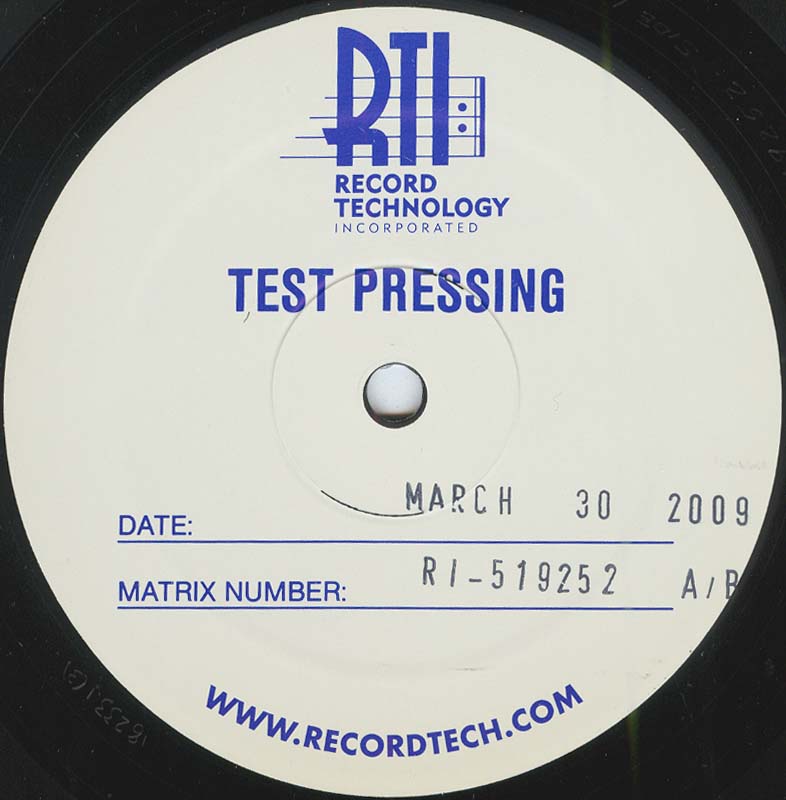 RTI
RECORD
TECHNOLOGY
INCORPORATED
TEST PRESSING
DATE: MARCH 30 2009
MATRIX NUMBER: RI-519252 A/B
WWW.RECORDTECH.COM